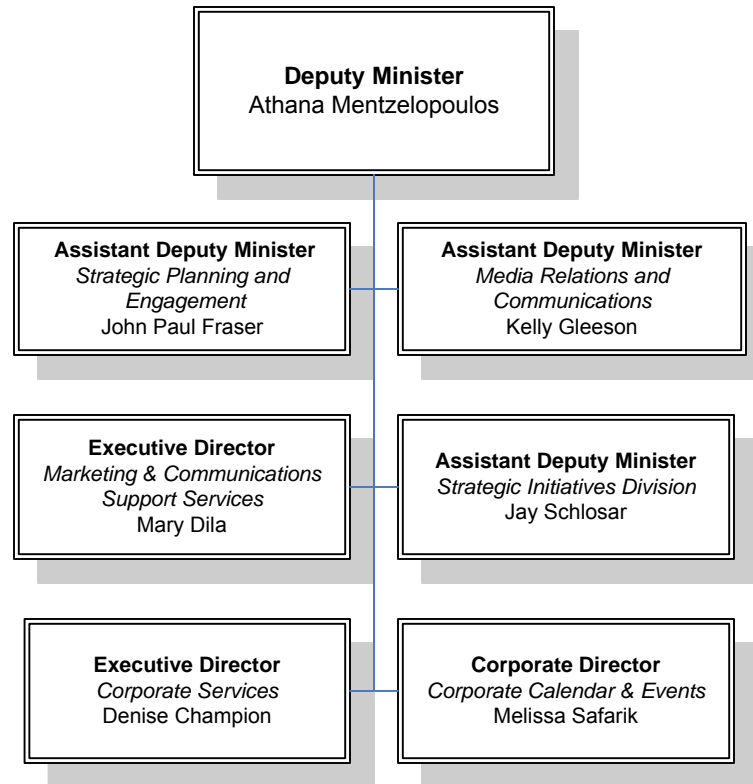 Deputy Minister
Athana Mentzelopoulos
Assistant Deputy Minister
Strategic Planning and
Engagement
John Paul Fraser
Assistant Deputy Minister
Media Relations and
Communications
Kelly Gleeson
Executive Director
Marketing & Communications
Support Services
Mary Dila
Assistant Deputy Minister
Strategic Initiatives Division
Jay Schlosar
Executive Director
Corporate Services
Denise Champion
Corporate Director
Corporate Calendar & Events
Melissa Safarik